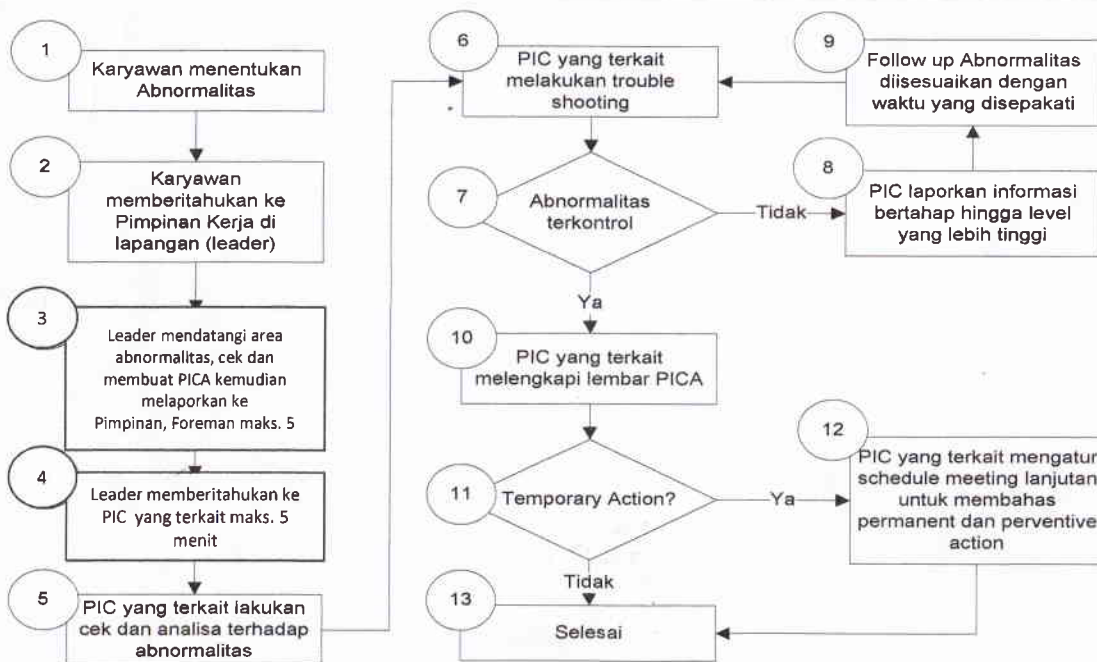 1
Karyawan menentukan
Abnormalitas
2
Karyawan
memberitahukan ke
Pimpinan Kerja di
lapangan (leader)
3
Leader mendatangi area
abnormalitas, cek dan
membuat PICA kemudian
melaporkan ke
Pimpinan, Foreman maks. 5
4
Leader memberitahukan ke
PIC yang terkait maks. 5
menit
5
PIC yang terkait lakukan
cek dan analisa terhadap
abnormalitas
6
PIC yang terkait
melakukan trouble
shooting
7
Abnormalitas
terkontrol
Tidak
Ya
8
PIC laporkan informasi
bertahap hingga level
yang lebih tinggi
9
Follow up Abnormalitas
diisesuaikan dengan
waktu yang disepakati
10
PIC yang terkait
melengkapi lembar PICA
11
Temporary Action?
Ya
Tidak
12
PIC yang terkait mengatur
schedule meeting lanjutan
untuk membahas
permanent dan perventive
action
13
Selesai